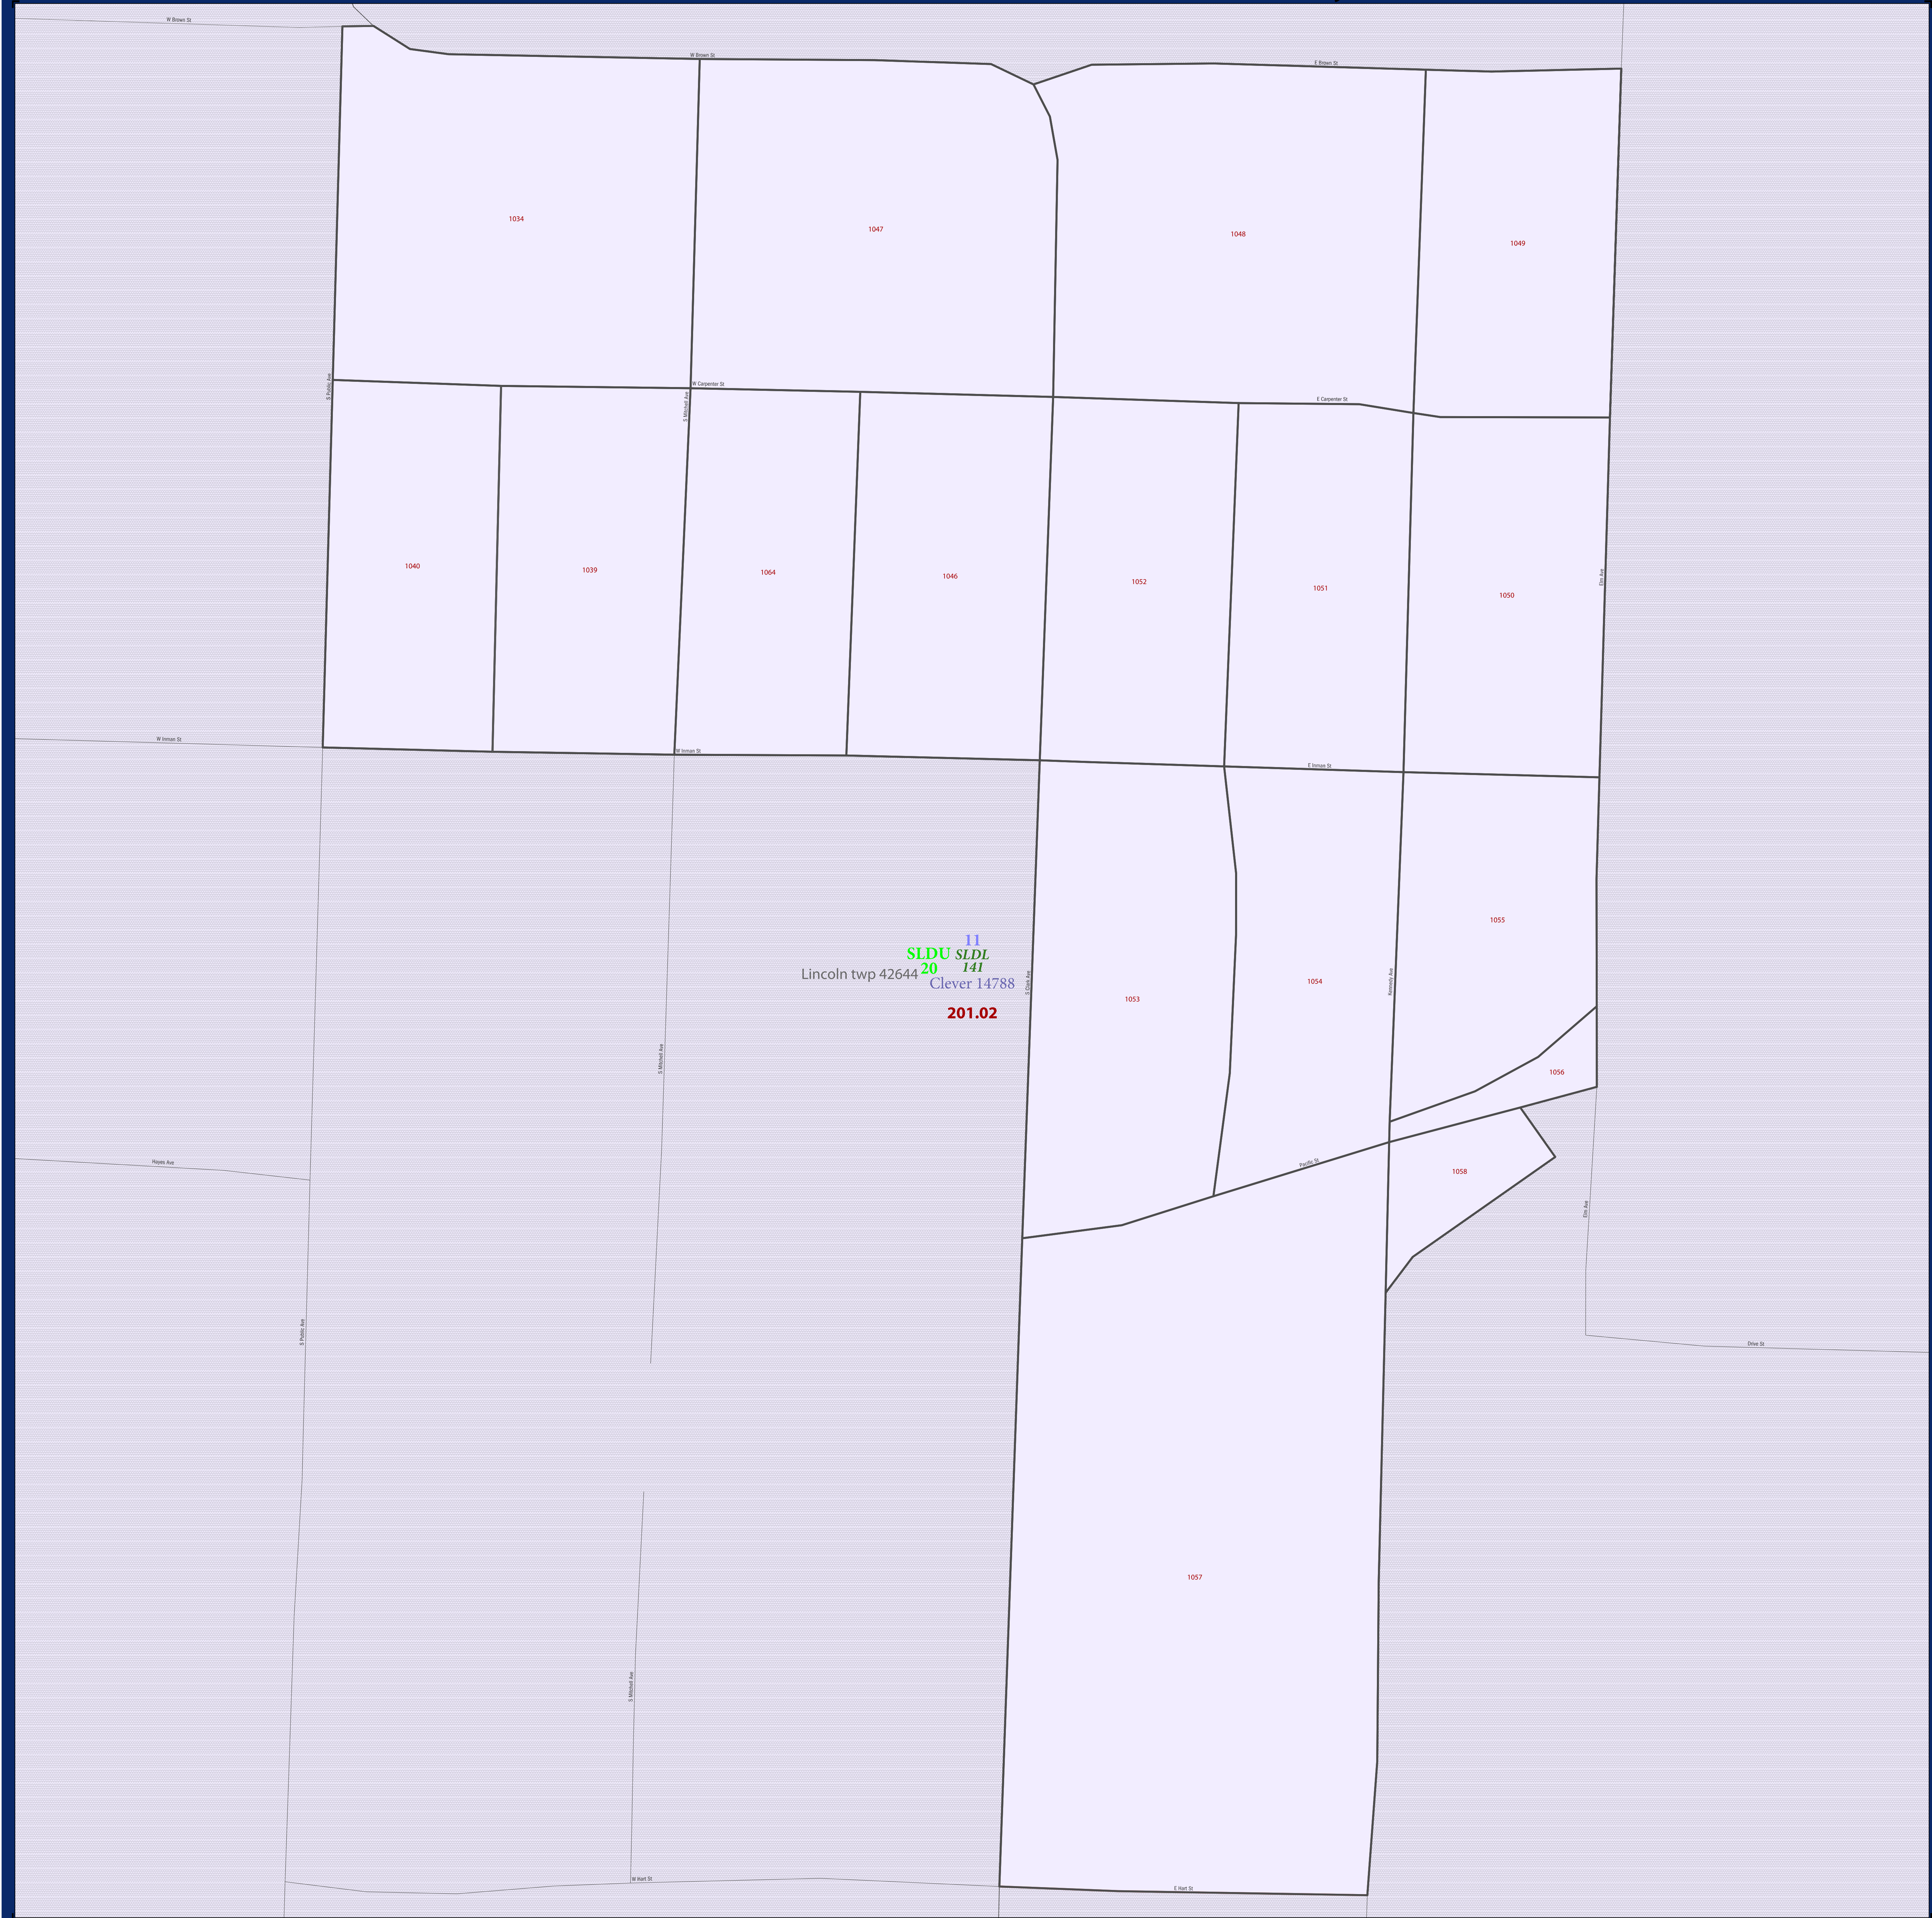 W Brown St
W Brown St
E Brown St
1034
1047
1048
1049
S Public Ave
W Carpenter St
S Mitchell Ave
E Carpenter St
1040
1039
1064
1046
1052
1051
1050
Elm Ave
W Inman St
W Inman St
E Inman St
1055
11
SLDU SLDL
20 141
Lincoln twp 42644
Clever 14788
201.02
S Clark Ave
1053
1054
Kennedy Ave
S Mitchell Ave
1056
Hayes Ave
Pacific St
1058
Elm Ave
S Public Ave
Drive St
1057
S Mitchell Ave
W Hart St
E Hart St